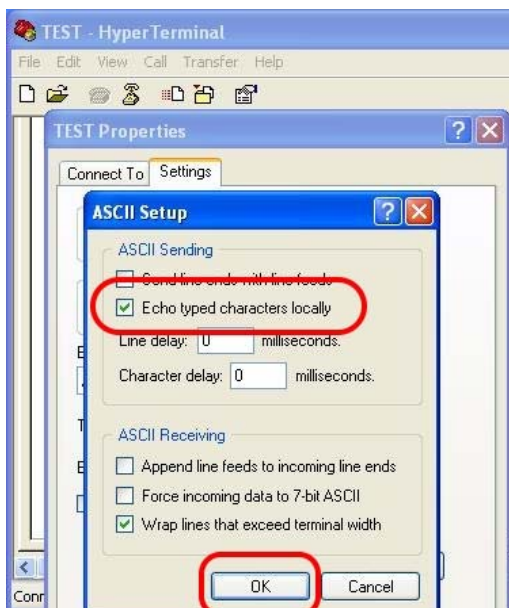 TEST - HyperTerminal
File Edit View Call Transfer Help
TEST Properties
Connect To Settings
ASCII Setup
ASCII Sending
Send line ends with line feeds
Echo typed characters locally
Line delay: 0 milliseconds.
Character delay: 0 milliseconds.
ASCII Receiving
Append line feeds to incoming line ends
Force incoming data to 7-bit ASCII
Wrap lines that exceed terminal width
OK Cancel
Conr